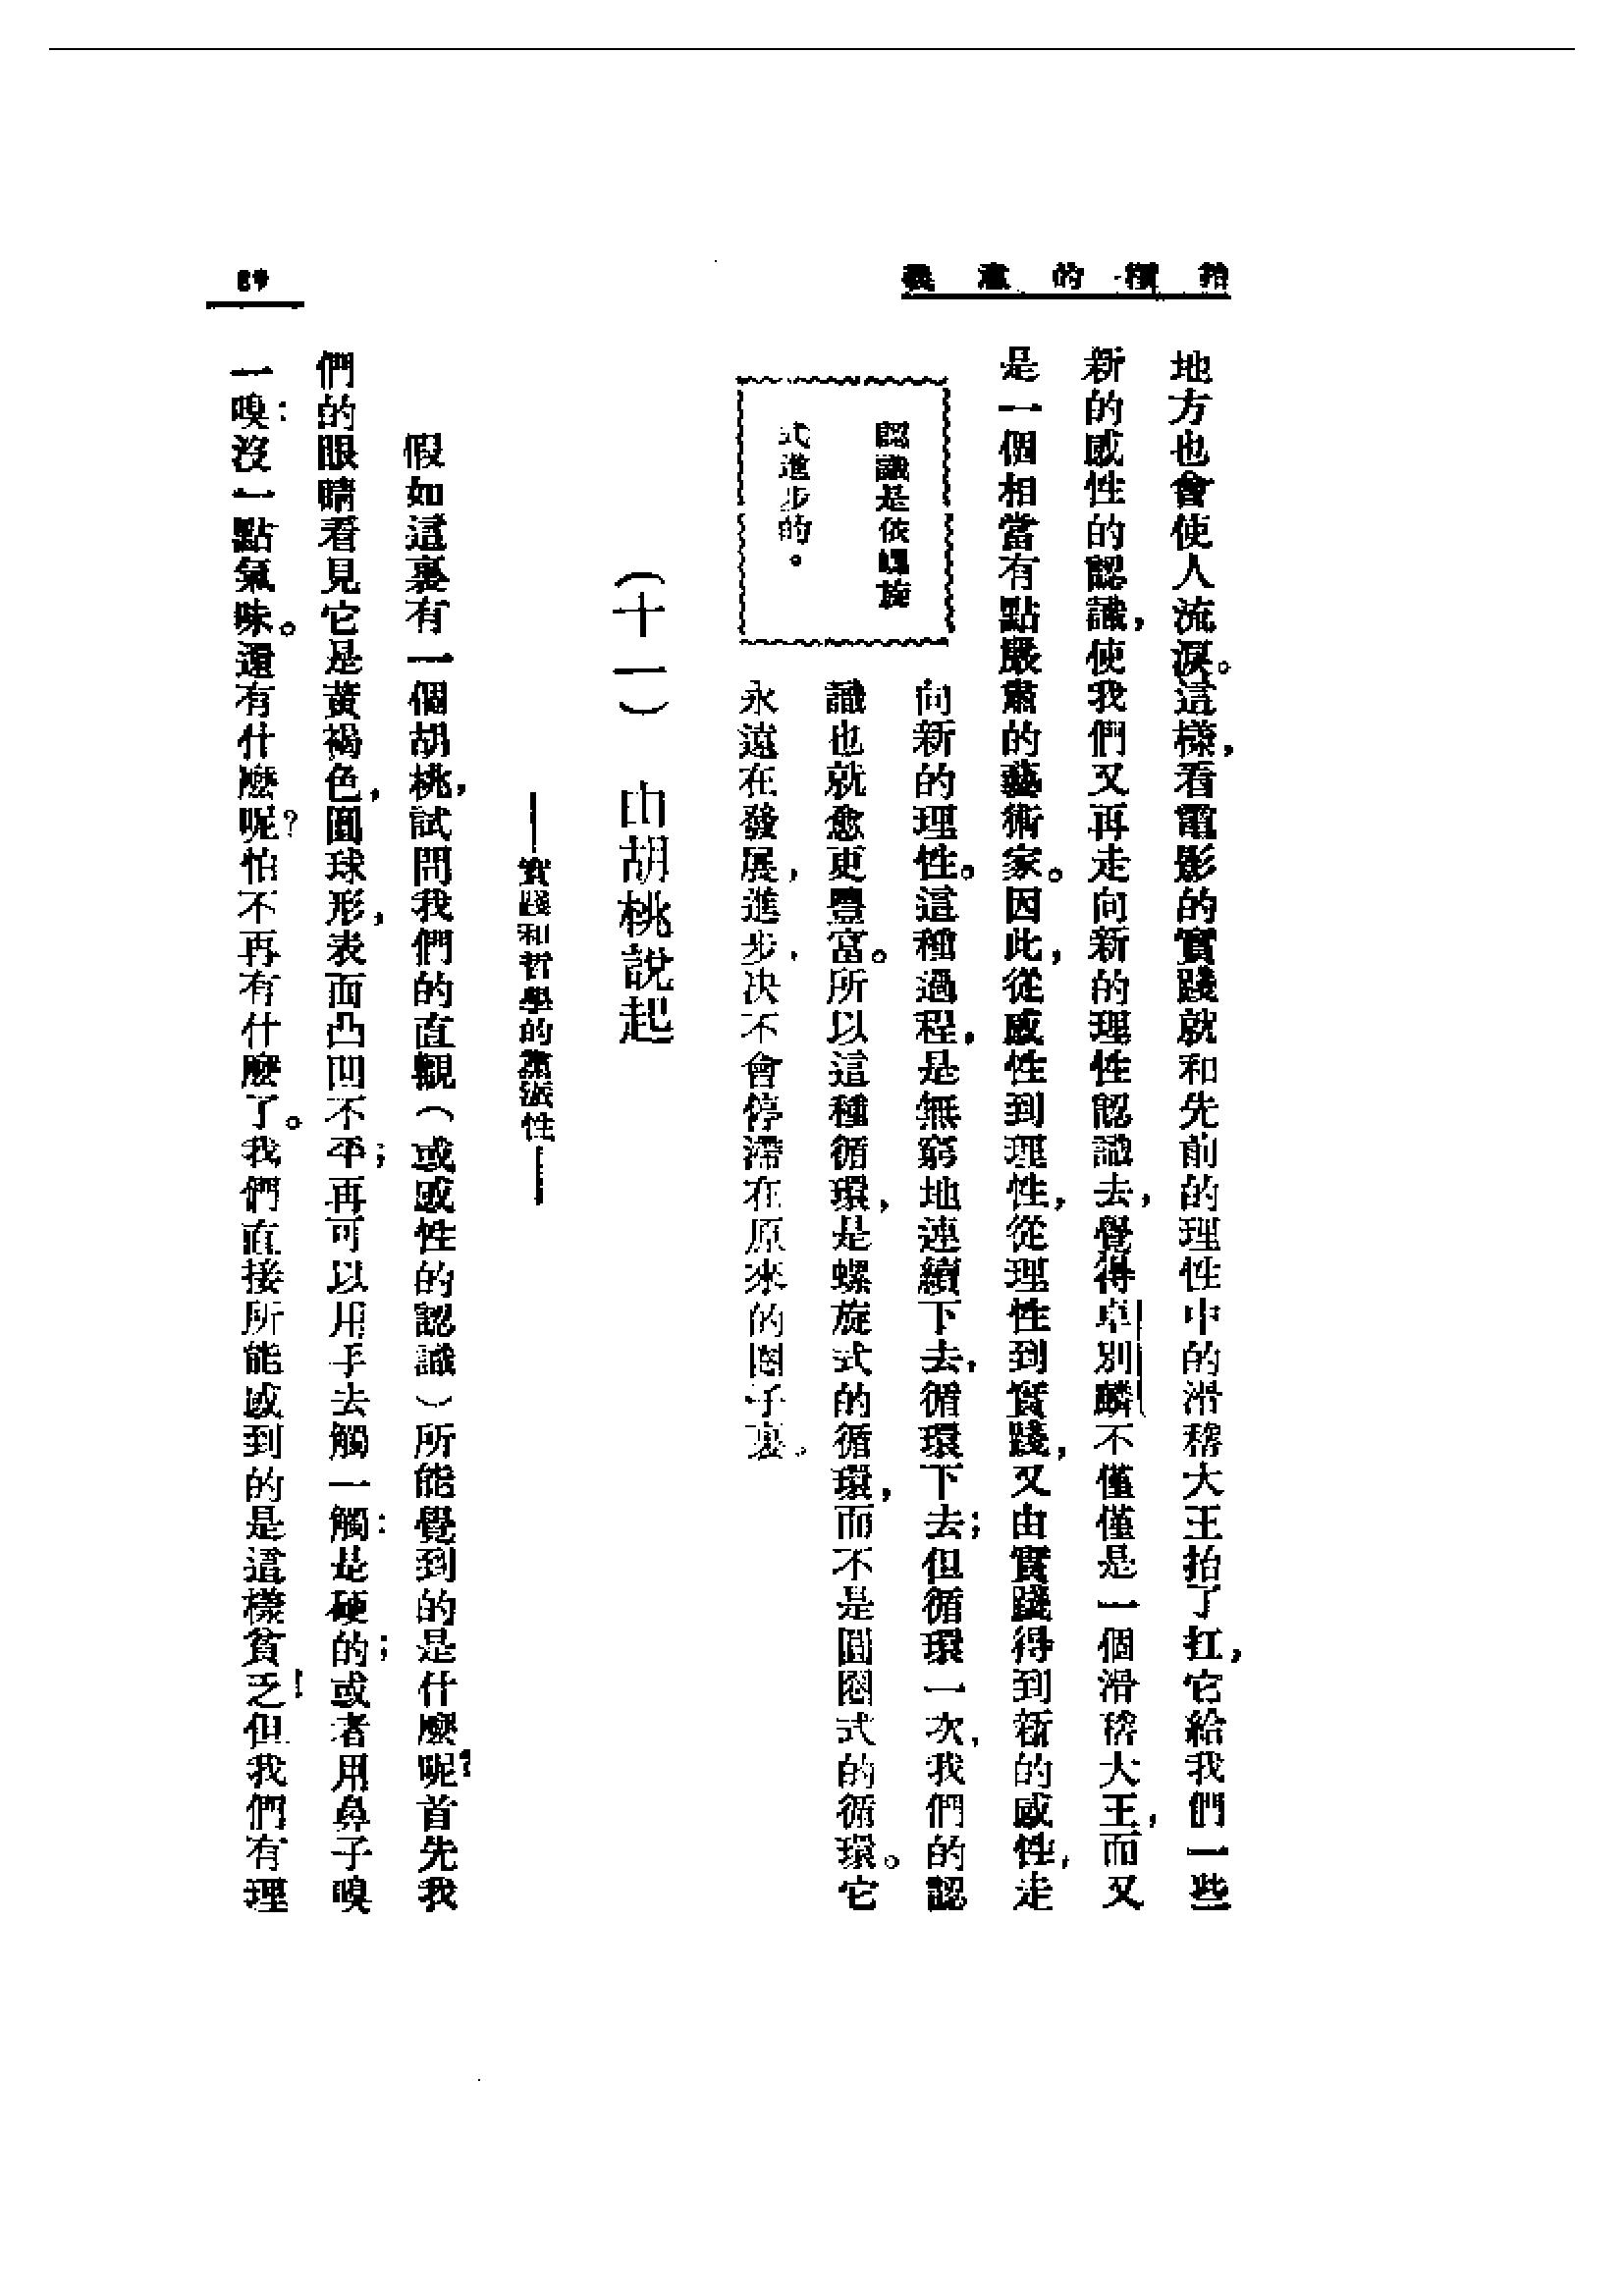 地方也會使人流淚。這樣，看電影的實踐就和先前的理性中的滑稽大王抬了扛，它給我們一些
新的感性的認識，使我們又再走向新的理性認識去，覺得卓別麟不僅僅是一個滑稽大王，而又
是一個相當有點嚴肅的藝術家。因此，從感性到理性，從理性到實踐，又由實踐得到新的感性，走
認識是依螺旋
式進步的。
向新的理性。這種過程，是無窮地連續下去，循環下去；但循環一次，我們的認
識也就愈更豐富。所以這種循環，是螺旋式的循環，而不是圓圈式的循環。它
永遠在發展，進步，决不會停滯在原來的圈子裏。
（十一）　由胡桃說起
——實踐和哲學的黨派性——
假如這裏有一個胡桃，試問我們的直觀（或感性的認識）所能覺到的是什麼呢？首先我
們的眼睛看見它是黃褐色，圓球形，表面凸凹不平；再可以用手去觸一觸：是硬的；或者用鼻子嗅
一嗅：沒一點氣味。還有什麼呢？怕不再有什麼了。我們直接所能感到的是這樣貧乏！但我們有理